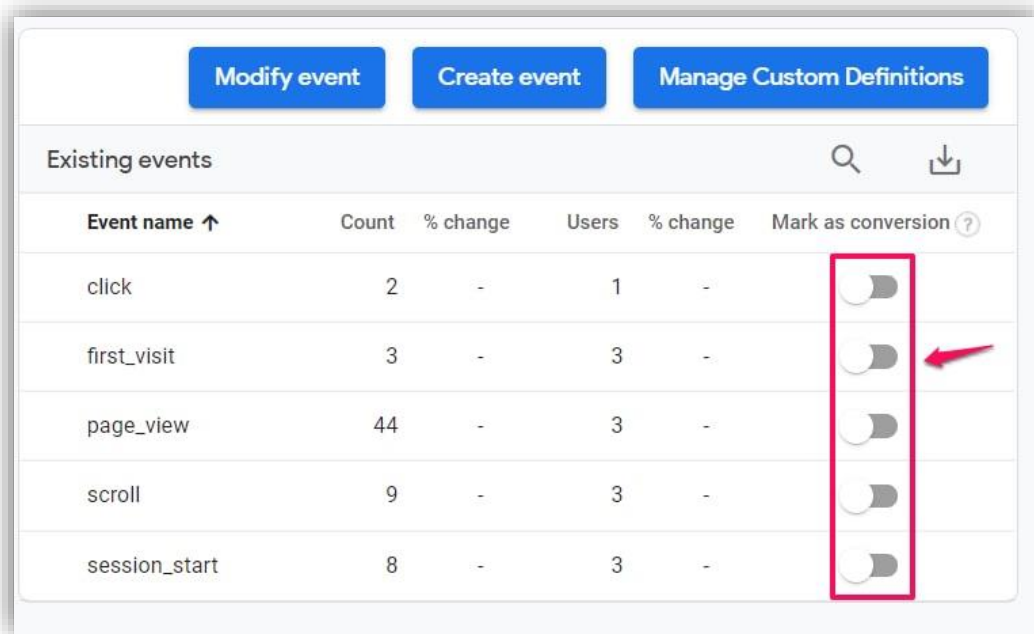 Modify event Create event Manage Custom Definitions
Existing events
Event name ↑ Count % change Users % change Mark as conversion ?
click 2 - 1 -
first_visit 3 - 3 -
page_view 44 - 3 -
scroll 9 - 3 -
session_start 8 - 3 -